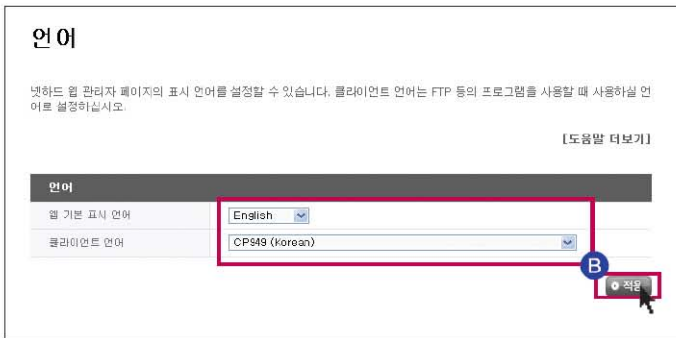 언어
넷하드 웹 관리자 페이지의 표시 언어를 설정할 수 있습니다. 클라이언트 언어는 FTP 등의 프로그램을 사용할 때 사용하실 언
어로 설정하십시오.
[도움말 더보기]
언어
웹 기본 표시 언어 English
클라이언트 언어 CP949 (Korean)
B
적용